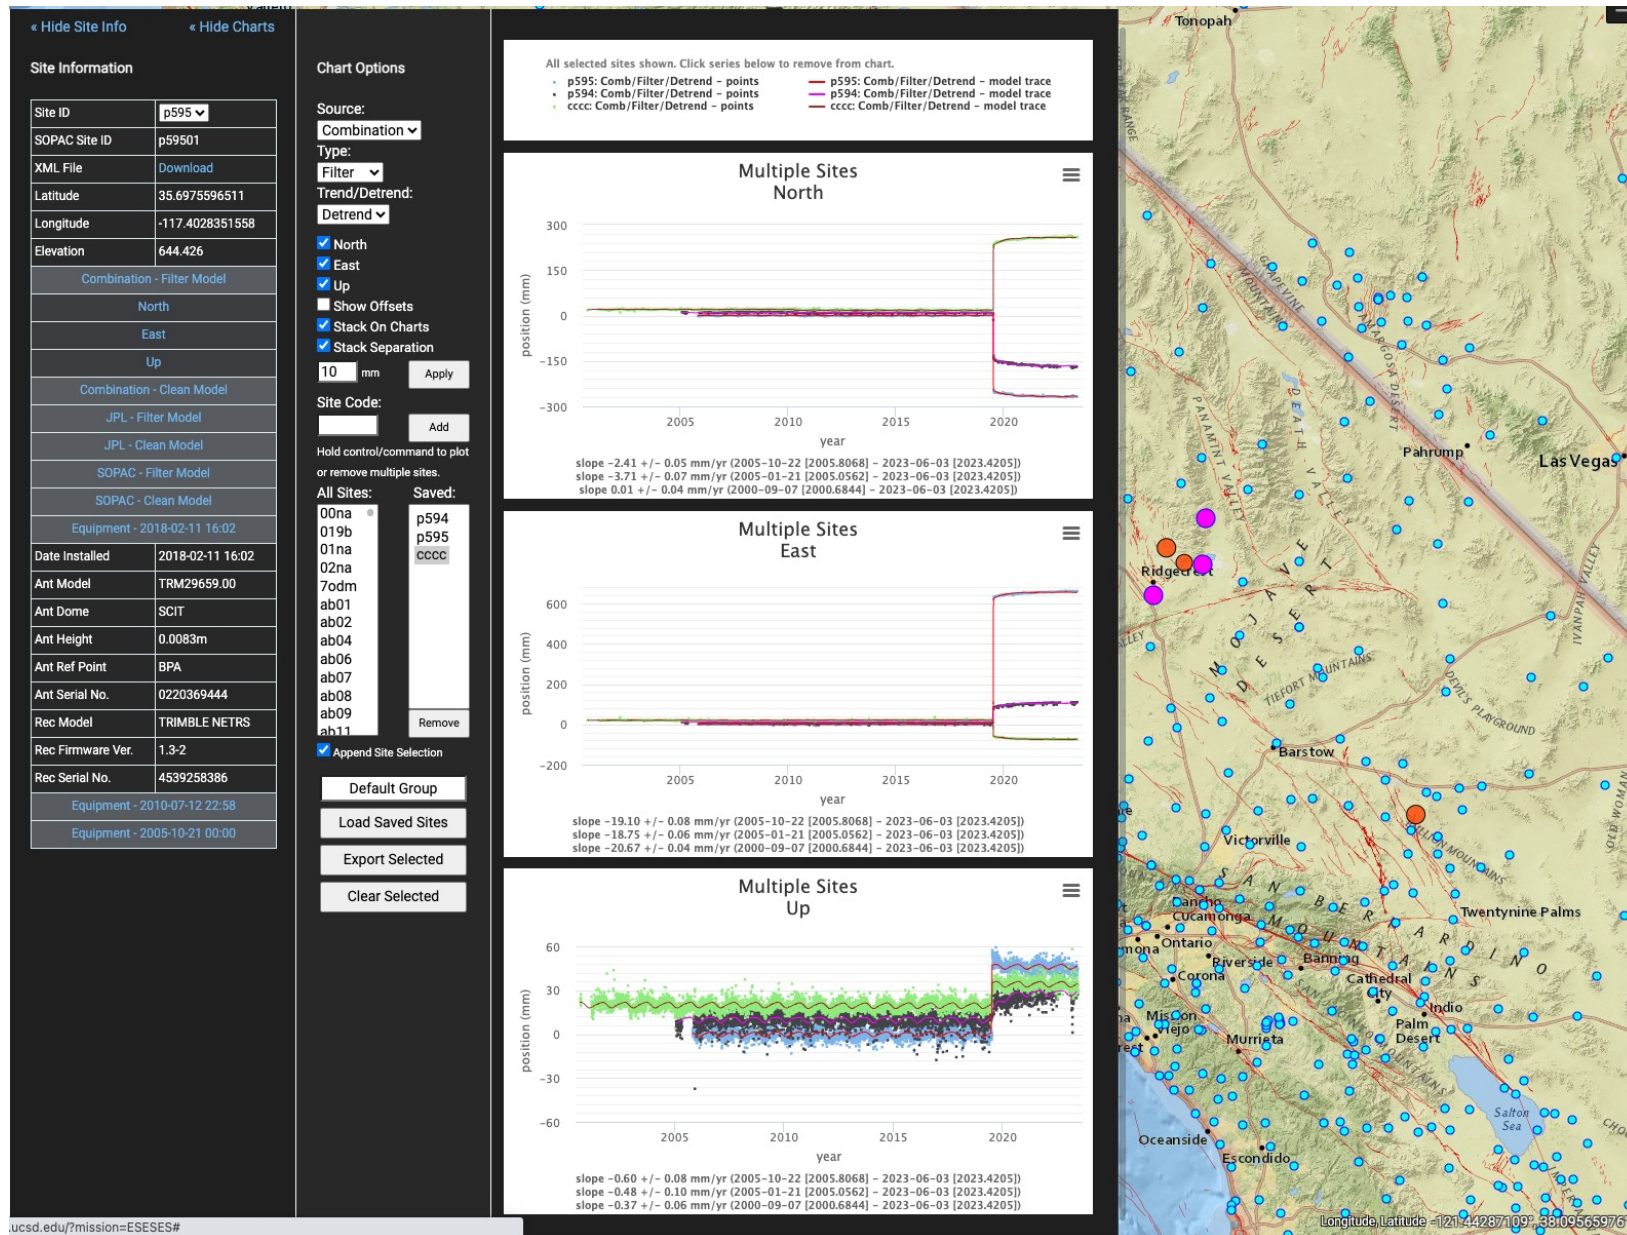 « Hide Site Info
« Hide Charts
Site Information
Site ID p595
SOPAC Site ID p59501
XML File Download
Latitude 35.6975596511
Longitude -117.4028351558
Elevation 644.426
Combination - Filter Model
North
East
Up
Combination - Clean Model
JPL - Filter Model
JPL - Clean Model
SOPAC - Filter Model
SOPAC - Clean Model
Equipment - 2018-02-11 16:02
Date Installed 2018-02-11 16:02
Ant Model TRM29659.00
Ant Dome SCIT
Ant Height 0.0083m
Ant Ref Point BPA
Ant Serial No. 0220369444
Rec Model TRIMBLE NETRS
Rec Firmware Ver. 1.3-2
Rec Serial No. 4539258386
Equipment - 2010-07-12 22:58
Equipment - 2005-10-21 00:00
.ucsd.edu/?mission=ESESES#
Chart Options
Source:
Combination
Type:
Filter
Trend/Detrend:
Detrend
North
East
Up
Show Offsets
Stack On Charts
Stack Separation
10 mm Apply
Site Code:
Add
Hold control/command to plot
or remove multiple sites.
All Sites: Saved:
00na
019b
01na
02na
7odm
ab01
ab02
ab04
ab06
ab07
ab08
ab09
ab11
p594
p595
cccc
Remove
Append Site Selection
Default Group
Load Saved Sites
Export Selected
Clear Selected
All selected sites shown. Click series below to remove from chart.
p595: Comb/Filter/Detrend - points p595: Comb/Filter/Detrend - model trace
p594: Comb/Filter/Detrend - points p594: Comb/Filter/Detrend - model trace
cccc: Comb/Filter/Detrend - points cccc: Comb/Filter/Detrend - model trace
Multiple Sites
North
position (mm)
300
150
0
-150
-300
2005 2010 2015 2020
year
slope -2.41 +/- 0.05 mm/yr (2005-10-22 [2005.8068] - 2023-06-03 [2023.4205])
slope -3.71 +/- 0.07 mm/yr (2005-01-21 [2005.0562] - 2023-06-03 [2023.4205])
slope 0.01 +/- 0.04 mm/yr (2000-09-07 [2000.6844] - 2023-06-03 [2023.4205])
Multiple Sites
East
position (mm)
600
400
200
0
-200
2005 2010 2015 2020
year
slope -19.10 +/- 0.08 mm/yr (2005-10-22 [2005.8068] - 2023-06-03 [2023.4205])
slope -18.75 +/- 0.06 mm/yr (2005-01-21 [2005.0562] - 2023-06-03 [2023.4205])
slope -20.67 +/- 0.04 mm/yr (2000-09-07 [2000.6844] - 2023-06-03 [2023.4205])
Multiple Sites
Up
position (mm)
60
30
0
-30
-60
2005 2010 2015 2020
year
slope -0.60 +/- 0.08 mm/yr (2005-10-22 [2005.8068] - 2023-06-03 [2023.4205])
slope -0.48 +/- 0.10 mm/yr (2005-01-21 [2005.0562] - 2023-06-03 [2023.4205])
slope -0.37 +/- 0.06 mm/yr (2000-09-07 [2000.6844] - 2023-06-03 [2023.4205])
Tonopah
GRAPEVINE
MOUNTAINS
AMARGOSA DESERT
DEATH VALLEY
PANAMINT VALLEY
Pahrump
Las Vegas
Ridgecrest
MOJAVE
DESERT
IVANPAH VALLEY
TIEFORT MOUNTAINS
DEVIL'S PLAYGROUND
Barstow
OLD WOMAN
Victorville
BULLION MOUNTAINS
SAN BERNARDINO
MOUNTAINS
Twentynine Palms
Rancho
Cucamonga
Ontario
Riverside
Banning
Corona
Cathedral
City
Indio
Palm
Desert
Mission
Viejo
Murrieta
Salton
Sea
Oceanside
Escondido
Longitude, Latitude -121.44287109°, 38.09565976